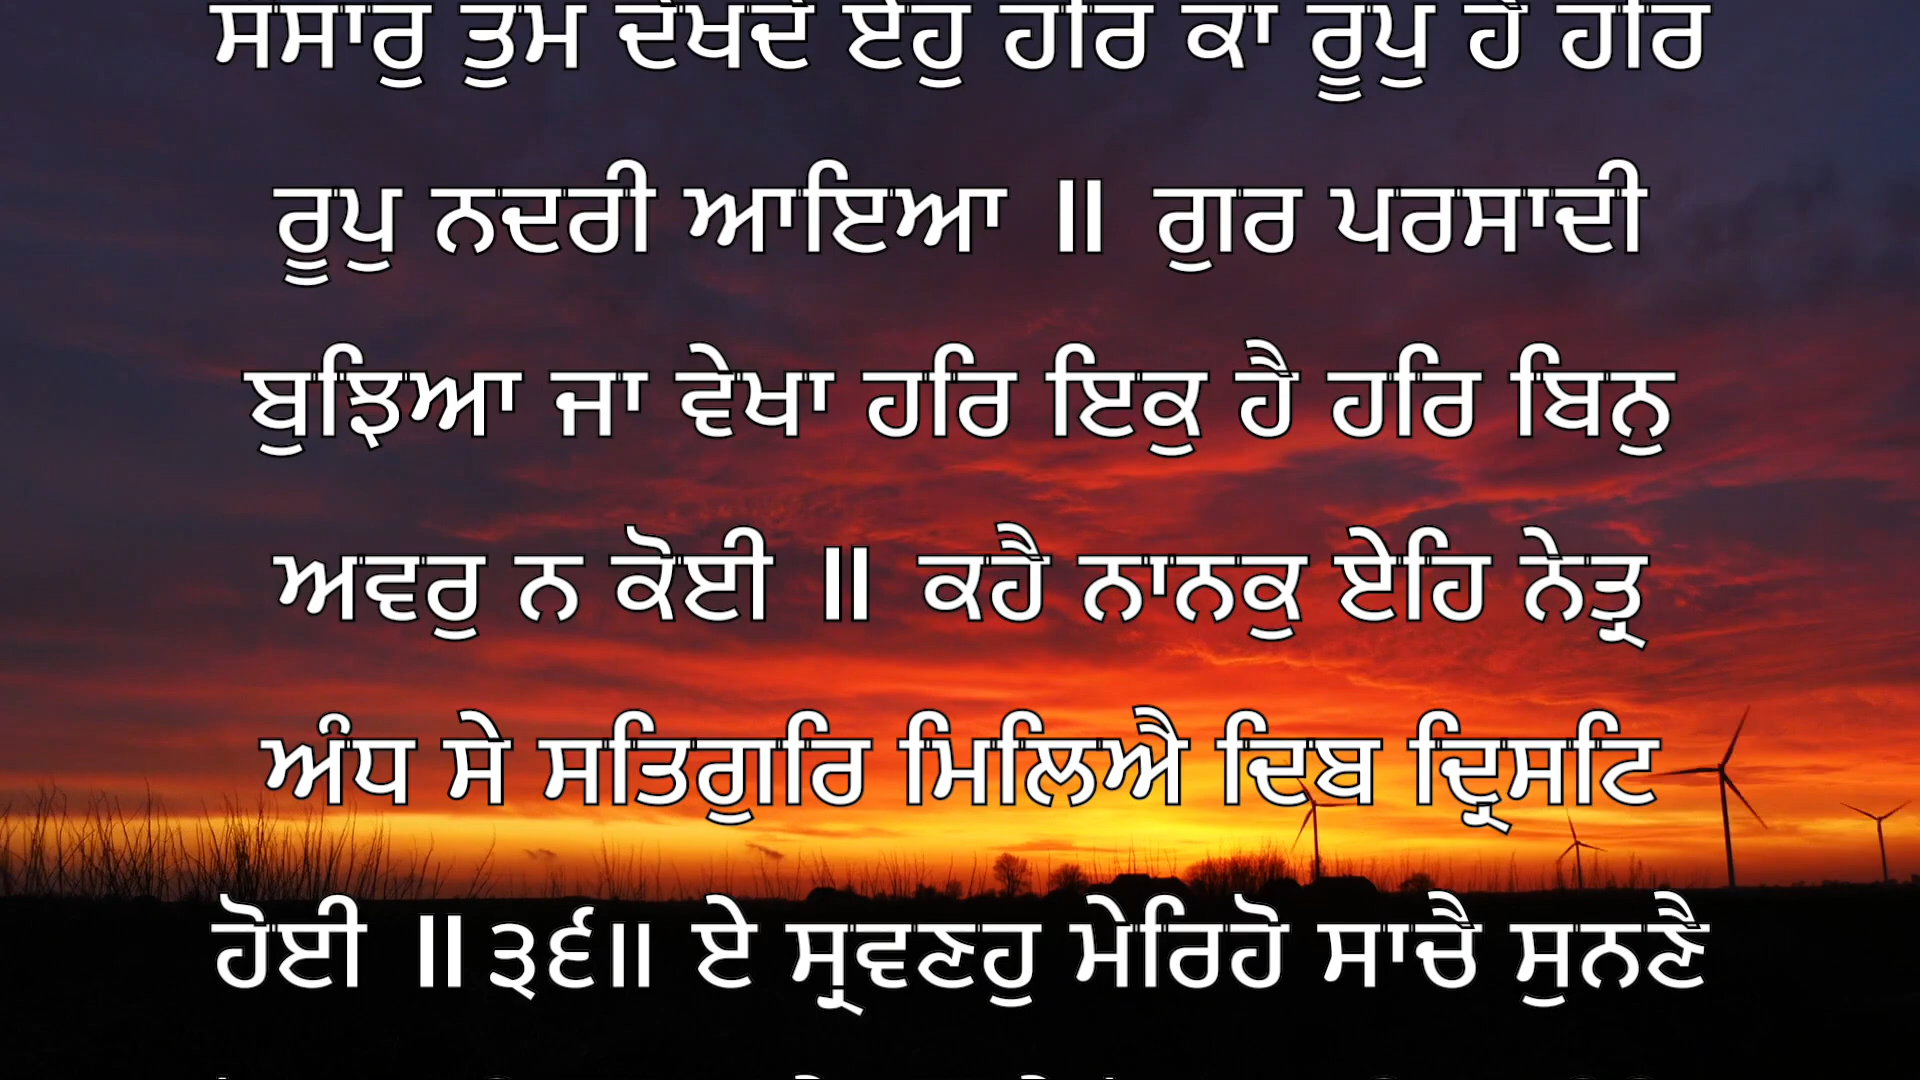 ਸੰਸਾਰੁ ਤੁਮ ਦੇਖਦੇ ਏਹੁ ਹਰਿ ਕਾ ਰੂਪੁ ਹੈ ਹਰਿ
ਰੂਪੁ ਨਦਰੀ ਆਇਆ ॥ ਗੁਰ ਪਰਸਾਦੀ
ਬੁਝਿਆ ਜਾ ਵੇਖਾ ਹਰਿ ਇਕੁ ਹੈ ਹਰਿ ਬਿਨੁ
ਅਵਰੁ ਨ ਕੋਈ ॥ ਕਹੈ ਨਾਨਕੁ ਏਹਿ ਨੇਤ੍ਰ
ਅੰਧ ਸੇ ਸਤਿਗੁਰਿ ਮਿਲਿਐ ਦਿਬ ਦ੍ਰਿਸਟਿ
ਹੋਈ ॥੩੬॥ ਏ ਸ੍ਰਵਣਹੁ ਮੇਰਿਹੋ ਸਾਚੈ ਸੁਨਣੈ